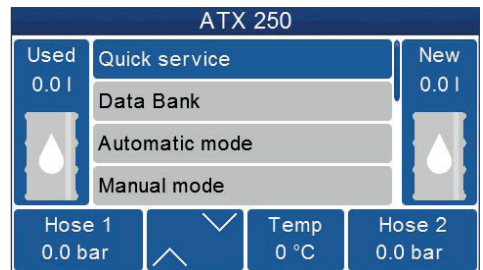 ATX 250
Used
0.0 l
Quick service
Data Bank
Automatic mode
Manual mode
New
0.0 l
Hose 1
0.0 bar
Temp
0 °C
Hose 2
0.0 bar